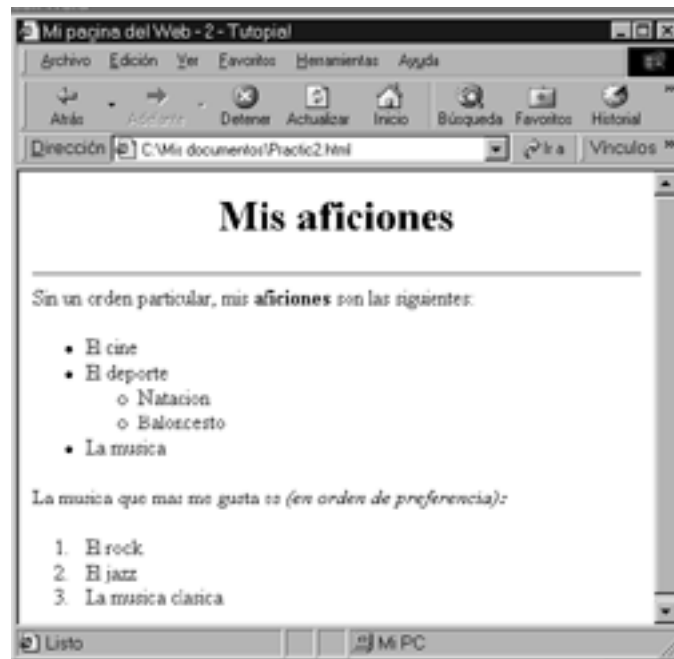 Mi pagina del Web - 2 - Tutopial
Archivo Edición Ver Favoritos Herramientas Ayuda
Atrás Adelante Detener Actualizar Inicio Búsqueda Favoritos Historial »
Dirección C:\Mis documentos\Practic2.html Ir a Vínculos »
Mis aficiones
Sin un orden particular, mis aficiones son las siguientes:
• El cine
• El deporte
o Natacion
o Baloncesto
• La musica
La musica que mas me gusta es (en orden de preferencia):
1. El rock
2. El jazz
3. La musica clasica
Listo Mi PC